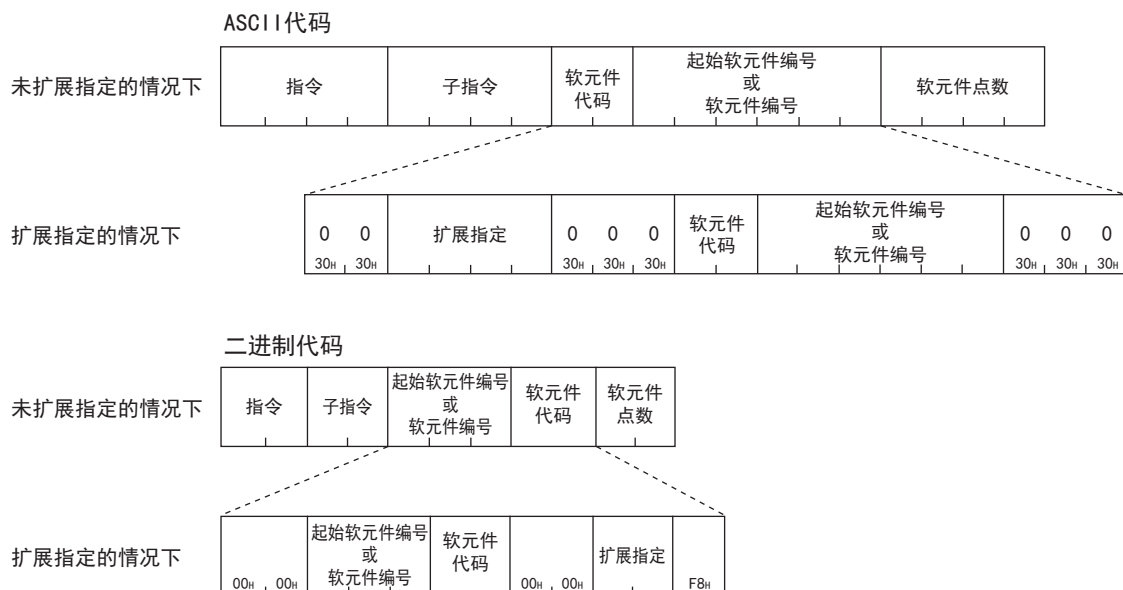 ASCII代码
未扩展指定的情况下
指令
子指令
软元件
代码
起始软元件编号
或
软元件编号
软元件点数
扩展指定的情况下
0 0
30H 30H
扩展指定
0 0 0
30H 30H 30H
软元件
代码
起始软元件编号
或
软元件编号
0 0 0
30H 30H 30H
二进制代码
未扩展指定的情况下
指令
子指令
起始软元件编号
或
软元件编号
软元件
代码
软元件
点数
扩展指定的情况下
00H 00H
起始软元件编号
或
软元件编号
软元件
代码
00H 00H
扩展指定
F8H